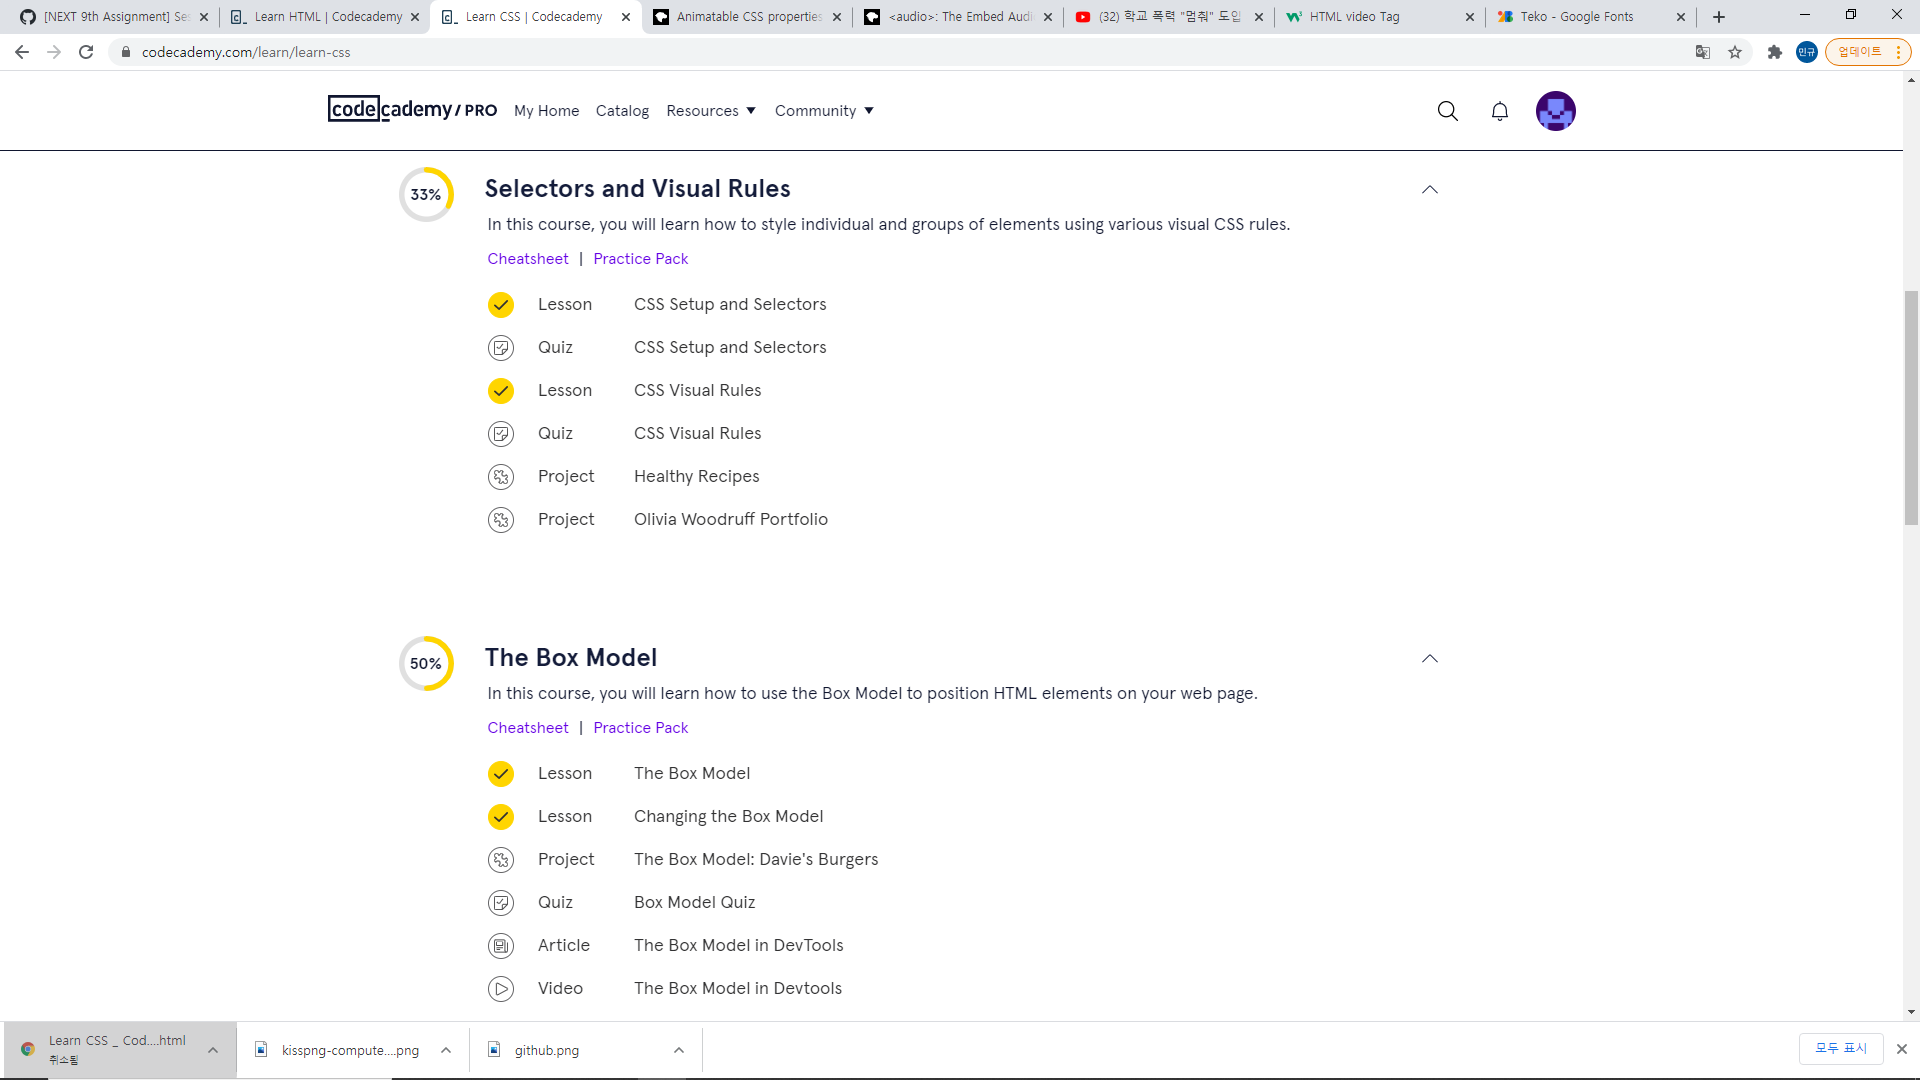 [NEXT 9th Assignment] Ses
Learn HTML | Codecademy
Learn CSS | Codecademy
Animatable CSS properties
<audio>: The Embed Audi
(32) 학교 폭력 "멈춰" 도입
HTML video Tag
Teko - Google Fonts
codecademy.com/learn/learn-css
민규
업데이트
codecademy / PRO
My Home
Catalog
Resources
Community
33%
Selectors and Visual Rules
In this course, you will learn how to style individual and groups of elements using various visual CSS rules.
Cheatsheet | Practice Pack
Lesson CSS Setup and Selectors
Quiz CSS Setup and Selectors
Lesson CSS Visual Rules
Quiz CSS Visual Rules
Project Healthy Recipes
Project Olivia Woodruff Portfolio
50%
The Box Model
In this course, you will learn how to use the Box Model to position HTML elements on your web page.
Cheatsheet | Practice Pack
Lesson The Box Model
Lesson Changing the Box Model
Project The Box Model: Davie's Burgers
Quiz Box Model Quiz
Article The Box Model in DevTools
Video The Box Model in Devtools
Learn CSS _ Cod....html
취소됨
kisspng-compute....png
github.png
모두 표시